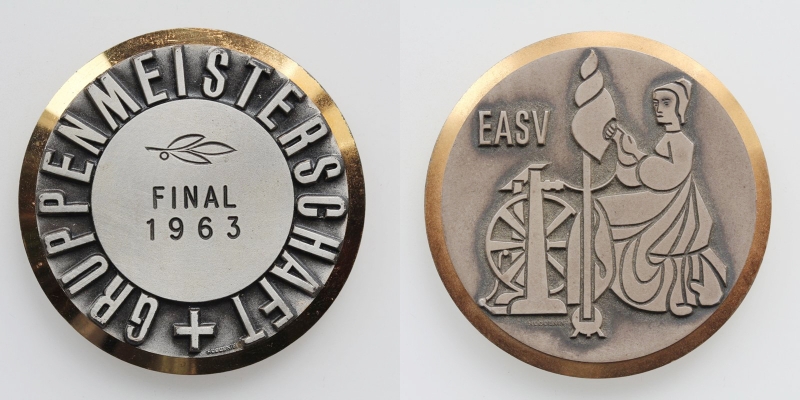 GRUPPENMEISTERSCHAFT
FINAL
1963
EASV